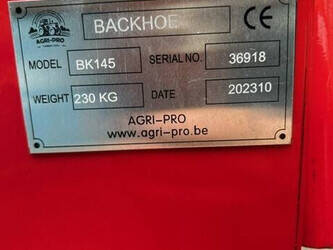 BACKHOE CE
AGRI-PRO
MODEL BK145 SERIAL NO. 36918
WEIGHT 230 KG DATE 202310
AGRI-PRO
www.agri-pro.be